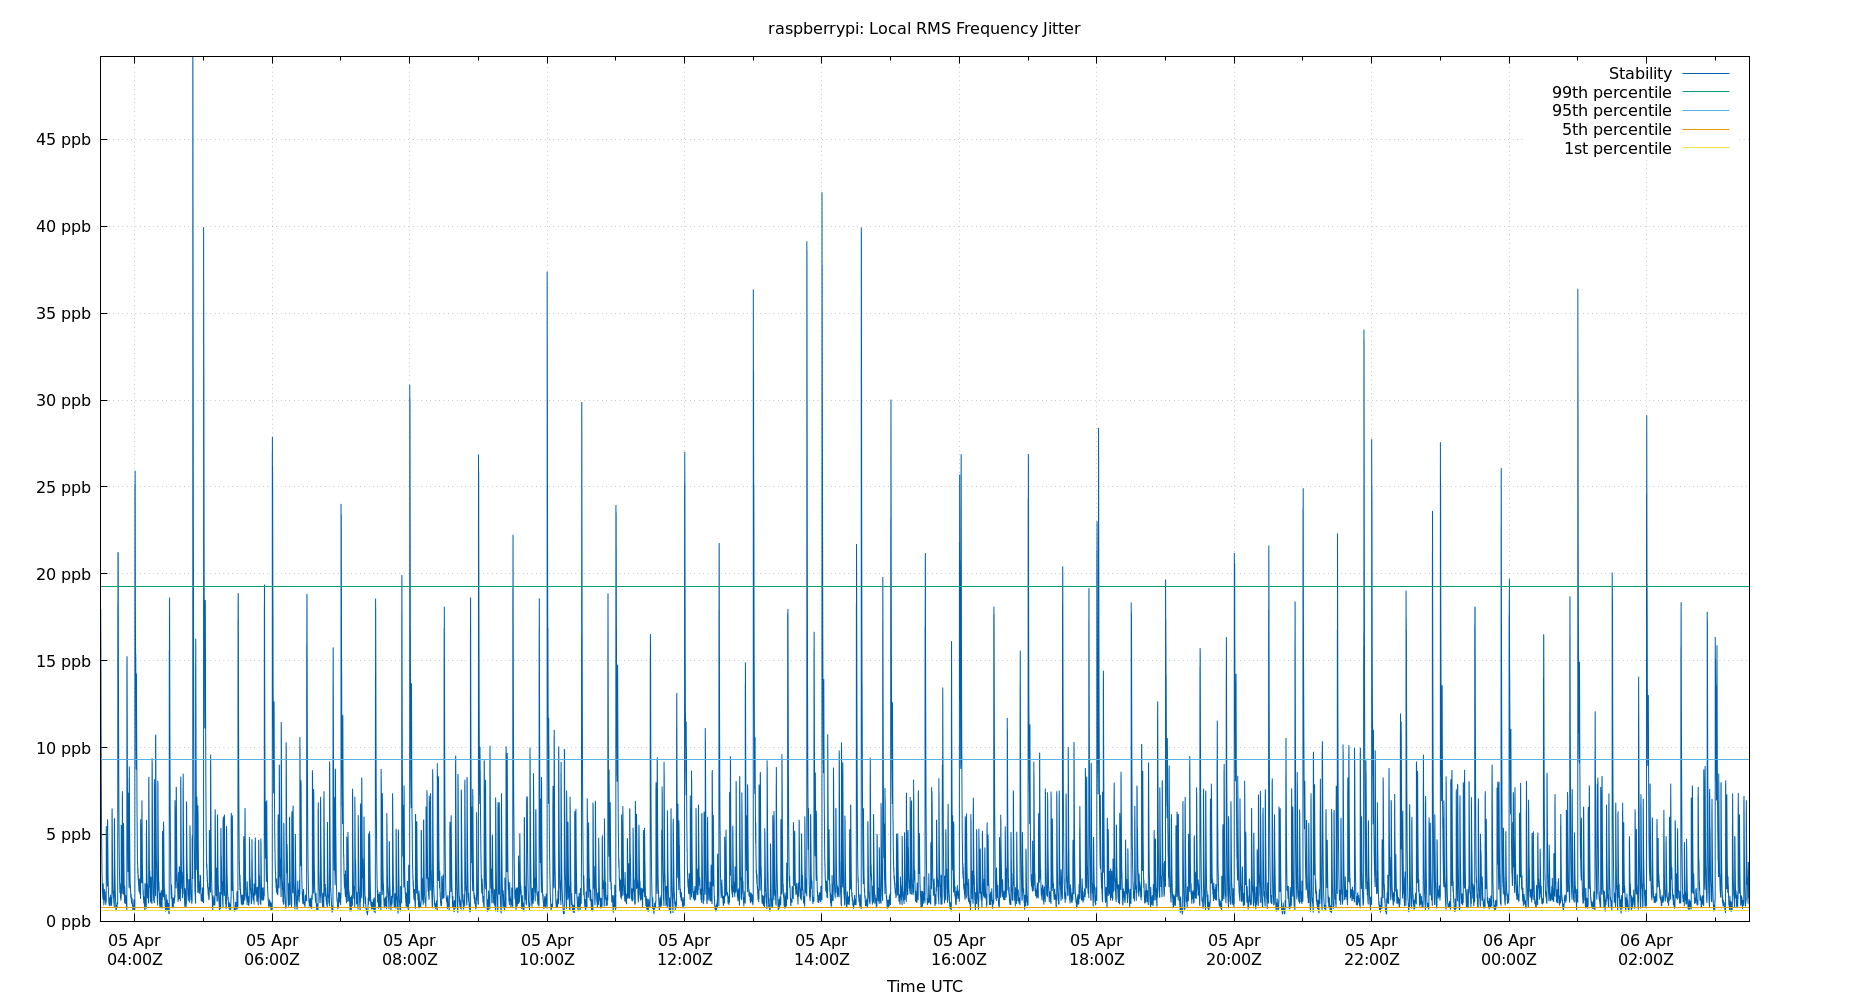 raspberrypi: Local RMS Frequency Jitter
Stability
99th percentile
95th percentile
5th percentile
1st percentile
45 ppb
40 ppb
35 ppb
30 ppb
25 ppb
20 ppb
15 ppb
10 ppb
5 ppb
0 ppb
05 Apr 05 Apr 05 Apr 05 Apr 05 Apr 05 Apr 05 Apr 05 Apr 05 Apr 05 Apr 06 Apr 06 Apr
04:00Z 06:00Z 08:00Z 10:00Z 12:00Z 14:00Z 16:00Z 18:00Z 20:00Z 22:00Z 00:00Z 02:00Z
Time UTC